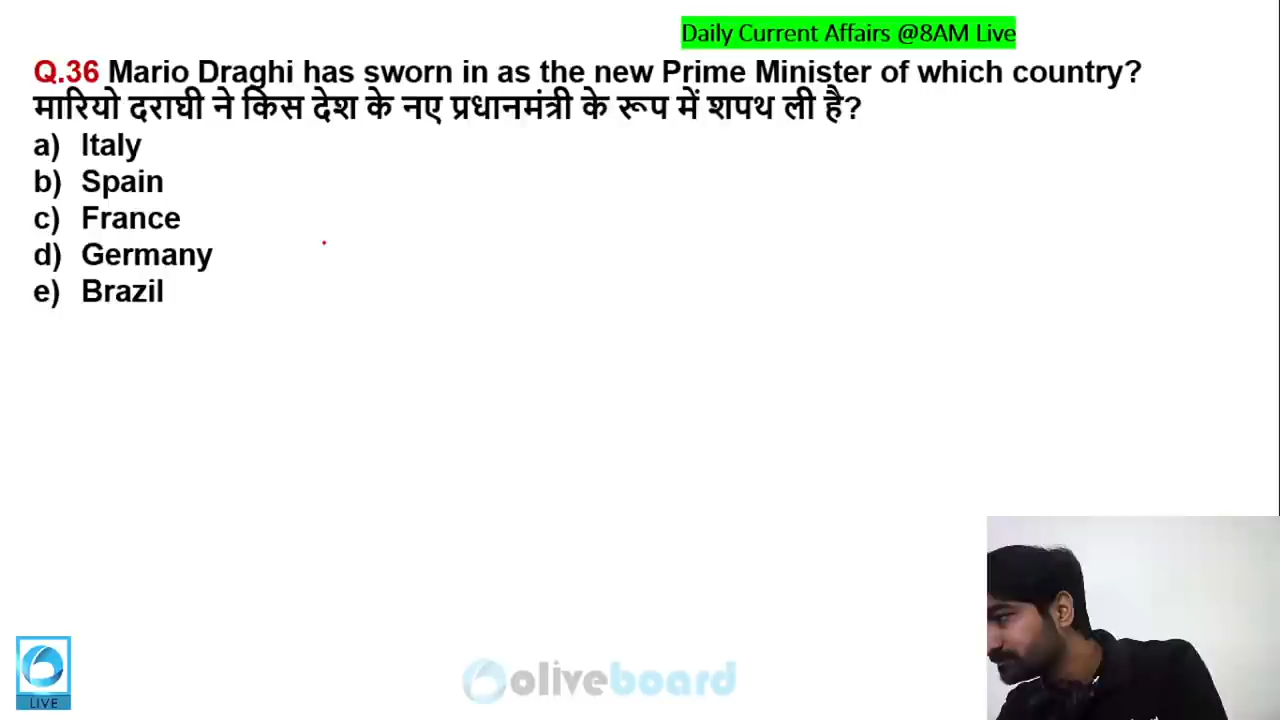 Daily Current Affairs @8AM Live
Q.36 Mario Draghi has sworn in as the new Prime Minister of which country?
मारियो दराघी ने किस देश के नए प्रधानमंत्री के रूप में शपथ ली है?
a) Italy
b) Spain
c) France
d) Germany
e) Brazil
LIVE
oliveboard